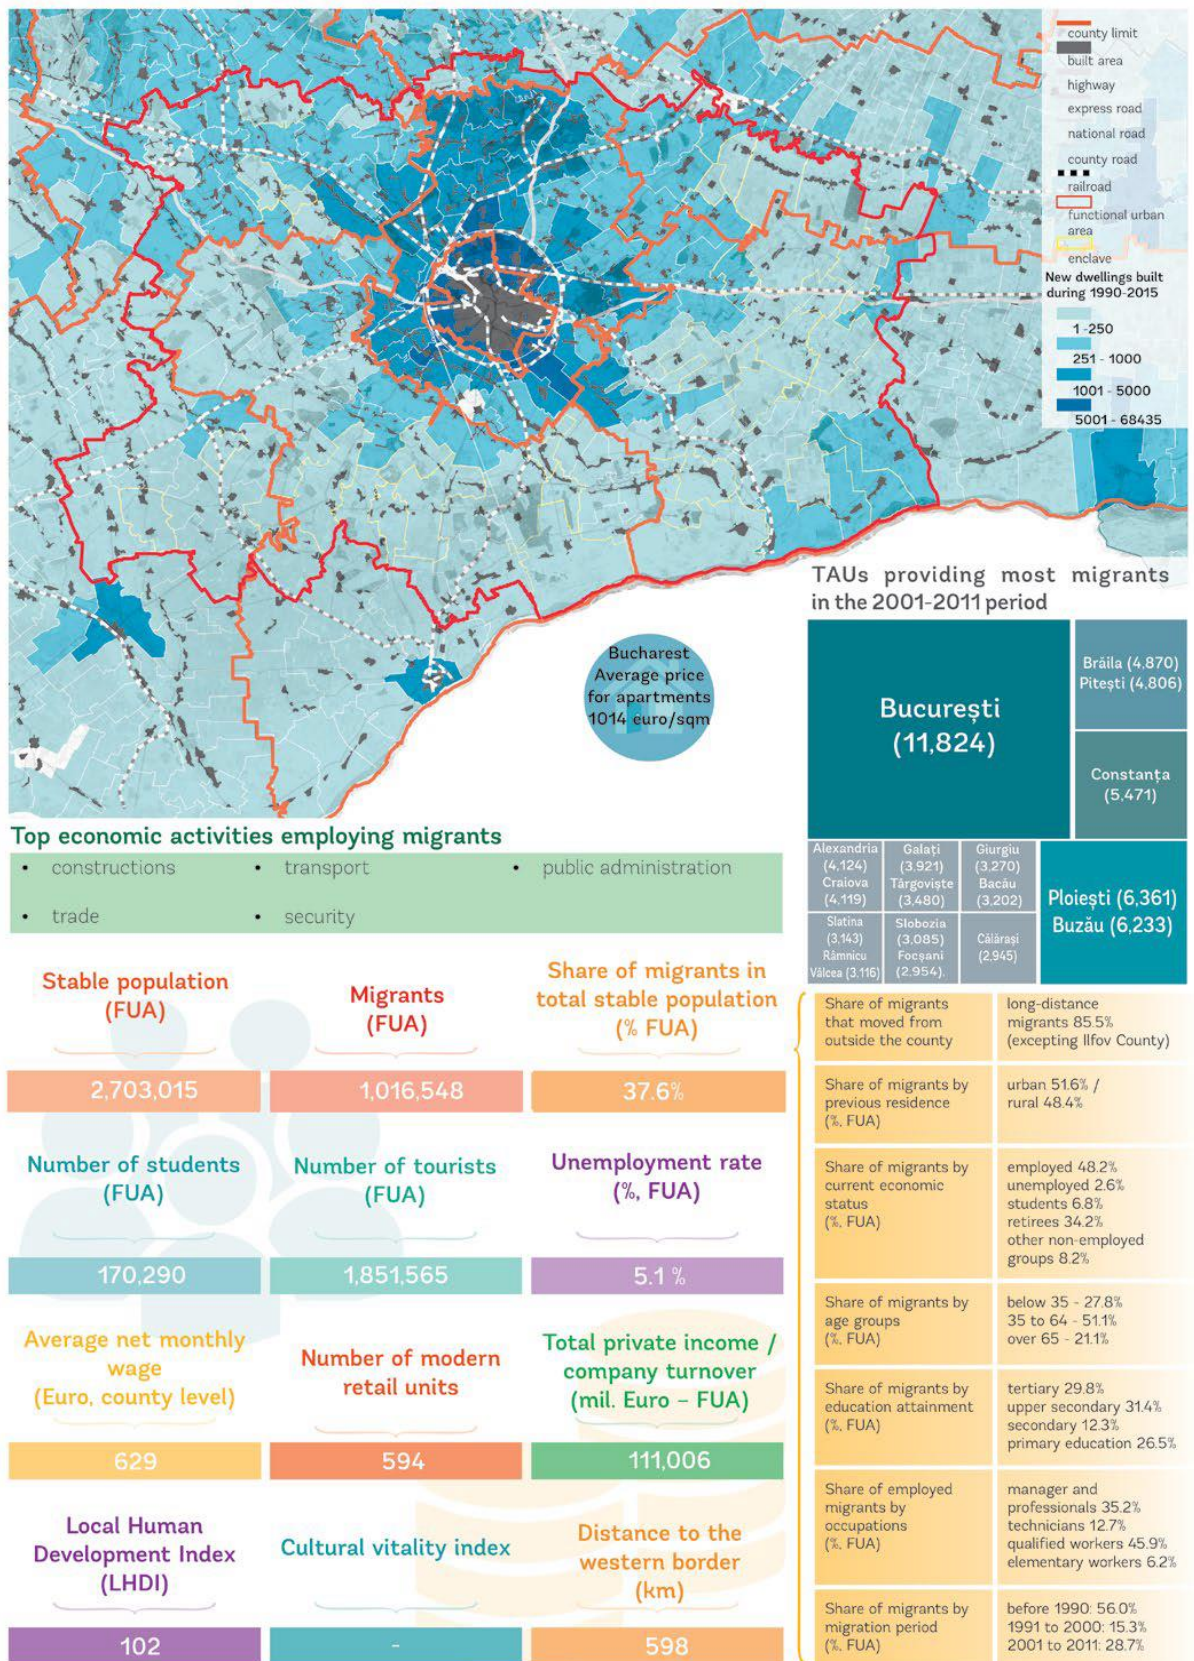 county limit
built area
highway
express road
national road
county road
railroad
functional urban
area
enclave
New dwellings built
during 1990-2015
1 -250
251 - 1000
1001 - 5000
5001 - 68435
TAUs providing most migrants
in the 2001-2011 period
Bucharest
Average price
for apartments
1014 euro/sqm
București
(11,824)
Brăila (4,870)
Pitești (4,806)
Constanța
(5,471)
Alexandria
(4,124)
Craiova
(4,119)
Galați
(3,921)
Târgoviște
(3,480)
Giurgiu
(3,270)
Bacău
(3,202)
Slatina
(3,143)
Râmnicu
Vâlcea (3.116)
Slobozia
(3,085)
Focșani
(2,954).
Călărași
(2,945)
Ploiești (6,361)
Buzău (6,233)
Top economic activities employing migrants
• constructions
• transport
• public administration
• trade
• security
Stable population
(FUA)
2,703,015
Migrants
(FUA)
1,016,548
Share of migrants in
total stable population
(% FUA)
37.6%
Number of students
(FUA)
170,290
Number of tourists
(FUA)
1,851,565
Unemployment rate
(%, FUA)
5.1 %
Average net monthly
wage
(Euro, county level)
629
Number of modern
retail units
594
Total private income /
company turnover
(mil. Euro – FUA)
111,006
Local Human
Development Index
(LHDI)
102
Cultural vitality index
-
Distance to the
western border
(km)
598
Share of migrants
that moved from
outside the county
long-distance
migrants 85.5%
(excepting Ilfov County)
Share of migrants by
previous residence
(%, FUA)
urban 51.6% /
rural 48.4%
Share of migrants by
current economic
status
(%, FUA)
employed 48.2%
unemployed 2.6%
students 6.8%
retirees 34.2%
other non-employed
groups 8.2%
Share of migrants by
age groups
(%, FUA)
below 35 - 27.8%
35 to 64 - 51.1%
over 65 - 21.1%
Share of migrants by
education attainment
(%, FUA)
tertiary 29.8%
upper secondary 31.4%
secondary 12.3%
primary education 26.5%
Share of employed
migrants by
occupations
(%, FUA)
manager and
professionals 35.2%
technicians 12.7%
qualified workers 45.9%
elementary workers 6.2%
Share of migrants by
migration period
(%, FUA)
before 1990: 56.0%
1991 to 2000: 15.3%
2001 to 2011: 28.7%